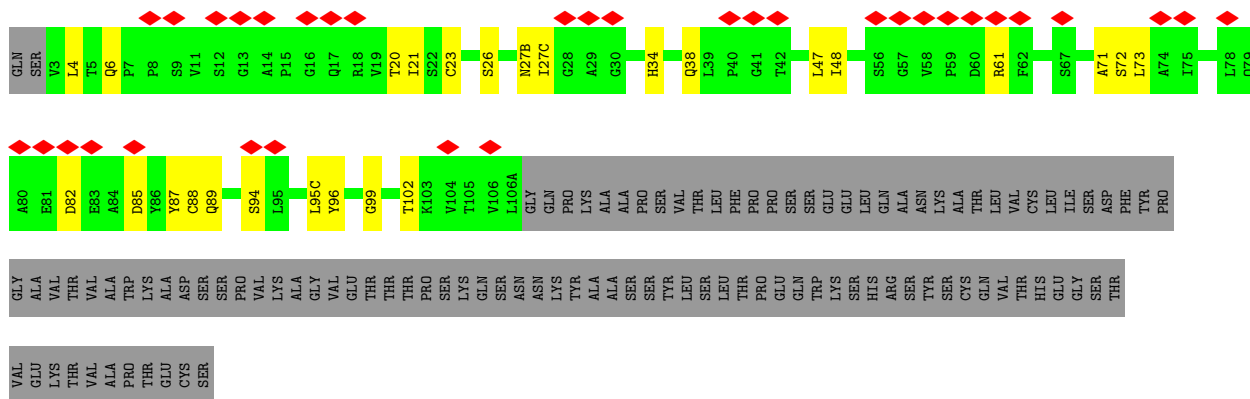 GLN SER V3 L4 T5 Q6 P7 P8 S9 V11 S12 G13 A14 P15 G16 Q17 R18 V19 T20 I21 S22 C23 S26 N27B I27C G28 A29 G30 H34 Q38 L39 P40 G41 T42 L47 I48 S56 G57 V58 P59 D60 R61 F62 S67 A71 S72 L73 A74 I75 L78
A80 E81 D82 E83 A84 D85 Y86 Y87 C88 Q89 S94 L95 L95C Y96 G99 T102 K103 V104 T105 V106 L106A GLY GLN PRO LYS ALA ALA PRO SER VAL THR LEU PHE PRO PRO SER SER GLU GLU LEU GLN ALA ASN LYS ALA THR LEU VAL CYS LEU ILE SER ASP PHE TYR PRO
GLY ALA VAL THR VAL ALA TRP LYS ALA ASP SER SER PRO VAL LYS ALA GLY VAL GLU THR THR THR PRO SER LYS GLN SER ASN ASN LYS TYR ALA ALA SER SER TYR LEU SER LEU THR PRO GLU GLN TRP LYS SER HIS ARG SER TYR SER CYS GLN VAL THR HIS GLU GLY SER THR
VAL GLU LYS THR VAL ALA PRO THR GLU CYS SER